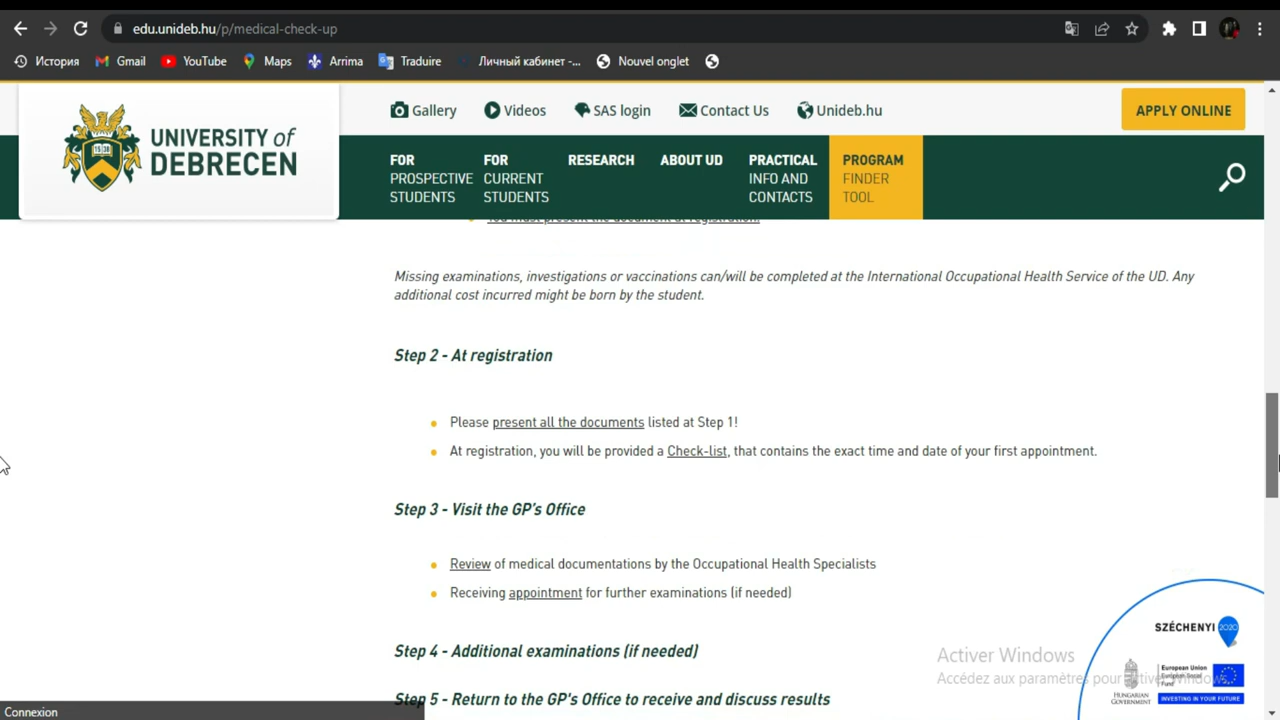 edu.unideb.hu/p/medical-check-up
История Gmail YouTube Maps Arrima Traduire Личный кабинет -... Nouvel onglet
UNIVERSITY of
DEBRECEN
Gallery Videos SAS login Contact Us Unideb.hu APPLY ONLINE
FOR
PROSPECTIVE
STUDENTS
FOR
CURRENT
STUDENTS
RESEARCH
ABOUT UD
PRACTICAL
INFO AND
CONTACTS
PROGRAM
FINDER
TOOL
You must present the document at registration.
Missing examinations, investigations or vaccinations can/will be completed at the International Occupational Health Service of the UD. Any
additional cost incurred might be born by the student.
Step 2 - At registration
Please present all the documents listed at Step 1!
At registration, you will be provided a Check-list, that contains the exact time and date of your first appointment.
Step 3 - Visit the GP's Office
Review of medical documentations by the Occupational Health Specialists
Receiving appointment for further examinations (if needed)
Step 4 - Additional examinations (if needed)
Step 5 - Return to the GP's Office to receive and discuss results
SZÉCHENYI 2020
HUNGARIAN
GOVERNMENT
European Union
European Social
Fund
INVESTING IN YOUR FUTURE
Activer Windows
Accédez aux paramètres pour activer Windows.
Connexion